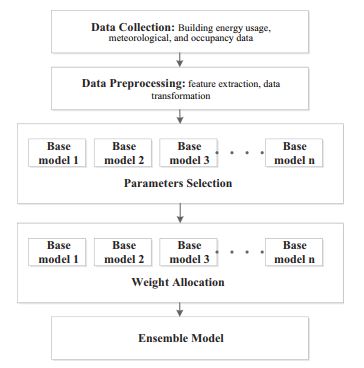 Data Collection: Building energy usage,
meteorological, and occupancy data
Data Preprocessing: feature extraction, data
transformation
Base Base Base Base
model 1 model 2 model 3 . . . . model n
Parameters Selection
Base Base Base Base
model 1 model 2 model 3 . . . . model n
Weight Allocation
Ensemble Model